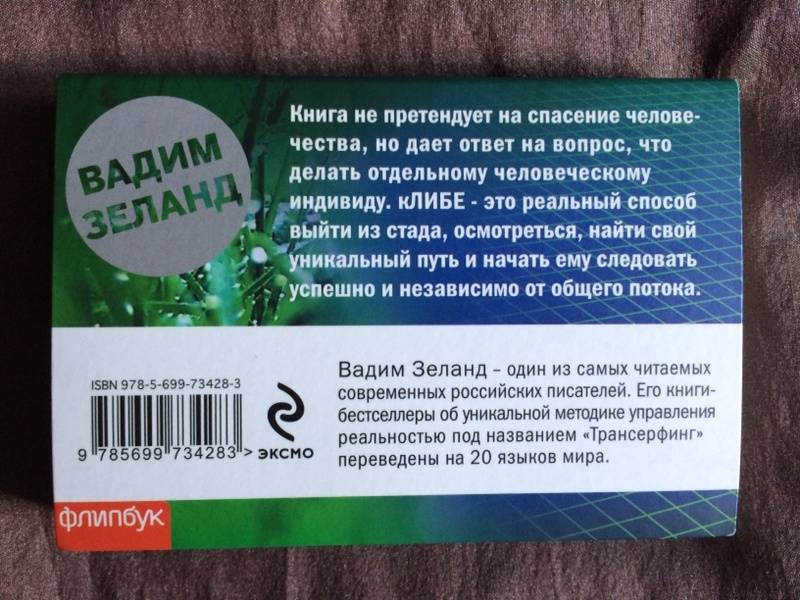 ВАДИМ
ЗЕЛАНД
Книга не претендует на спасение челове-
чества, но дает ответ на вопрос, что
делать отдельному человеческому
индивиду. кЛИБЕ - это реальный способ
выйти из стада, осмотреться, найти свой
уникальный путь и начать ему следовать
успешно и независимо от общего потока.
ISBN 978-5-699-73428-3
9 785699 734283 >
ЭКСМО
Вадим Зеланд – один из самых читаемых
современных российских писателей. Его книги-
бестселлеры об уникальной методике управления
реальностью под названием «Трансерфинг»
переведены на 20 языков мира.
флипбук